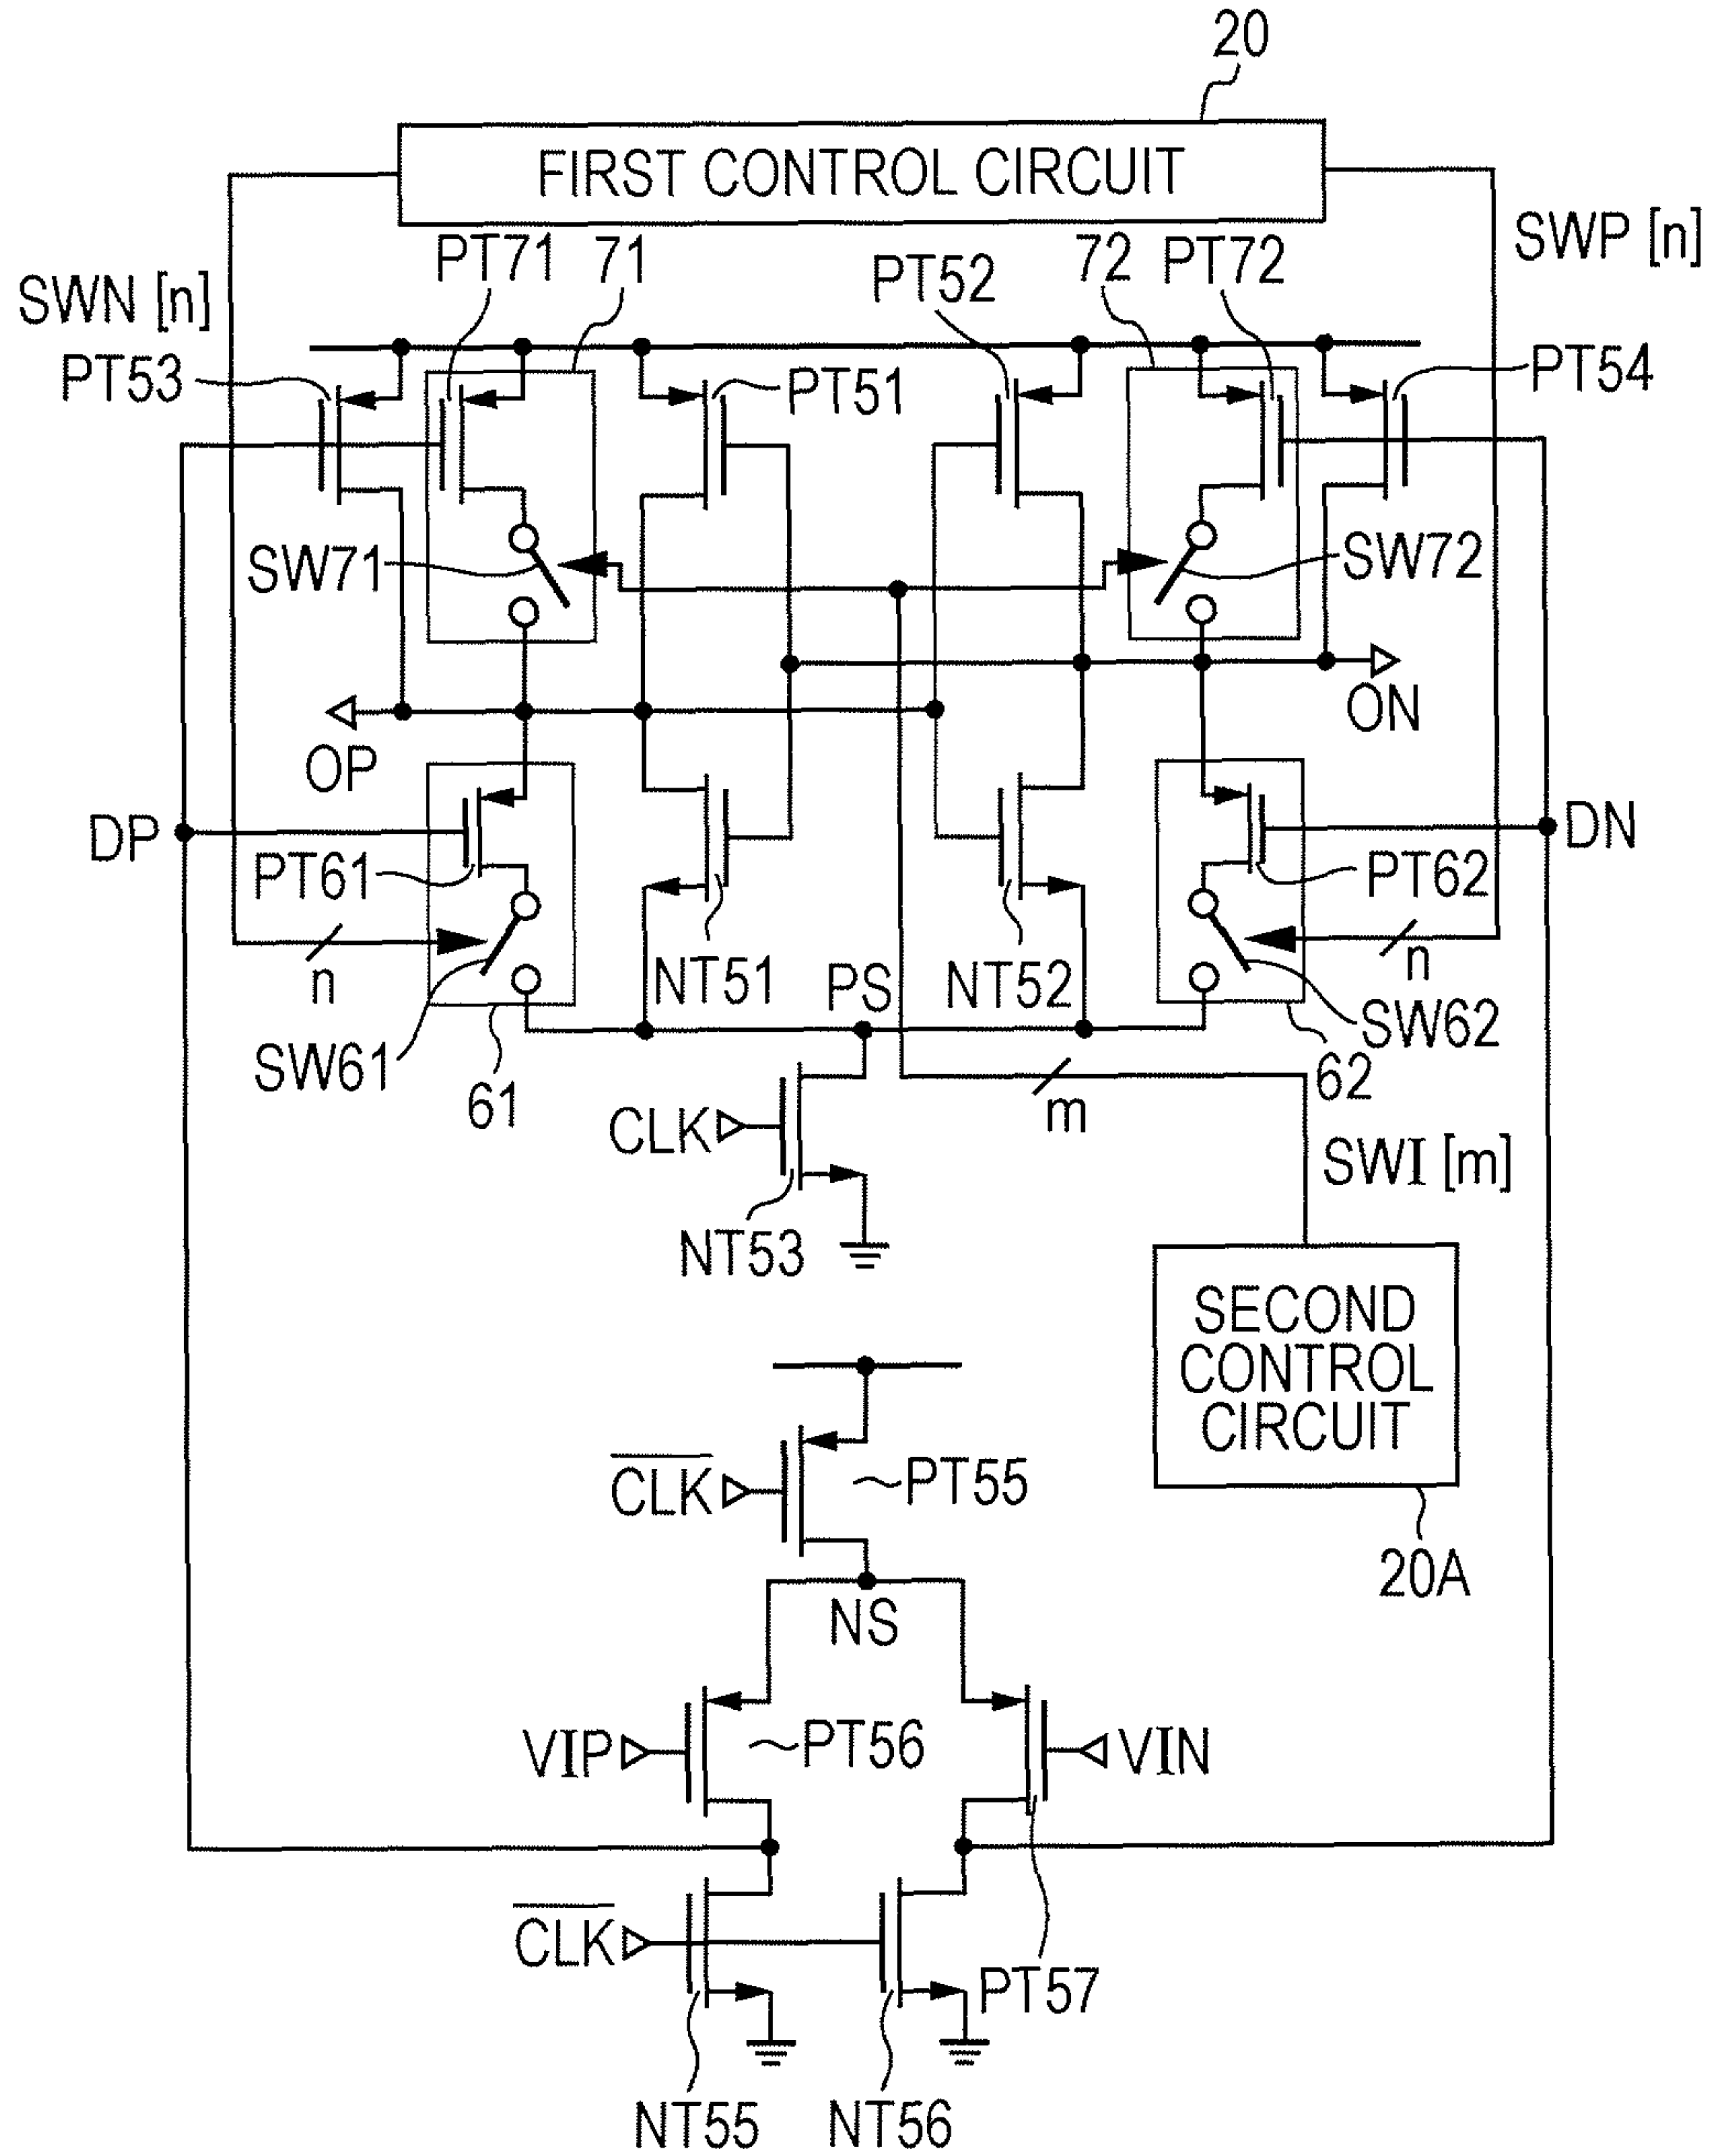 20
FIRST CONTROL CIRCUIT
SWP [n]
PT71
71
PT52
72
PT72
SWN [n]
PT53
PT51
PT54
SW71
SW72
OP
ON
DP
DN
PT61
PT62
n
NT51
PS
NT52
n
SW61
SW62
61
62
CLK
m
SWI [m]
NT53
SECOND
CONTROL
CIRCUIT
CLK
PT55
20A
NS
VIP
PT56
VIN
CLK
PT57
NT55
NT56